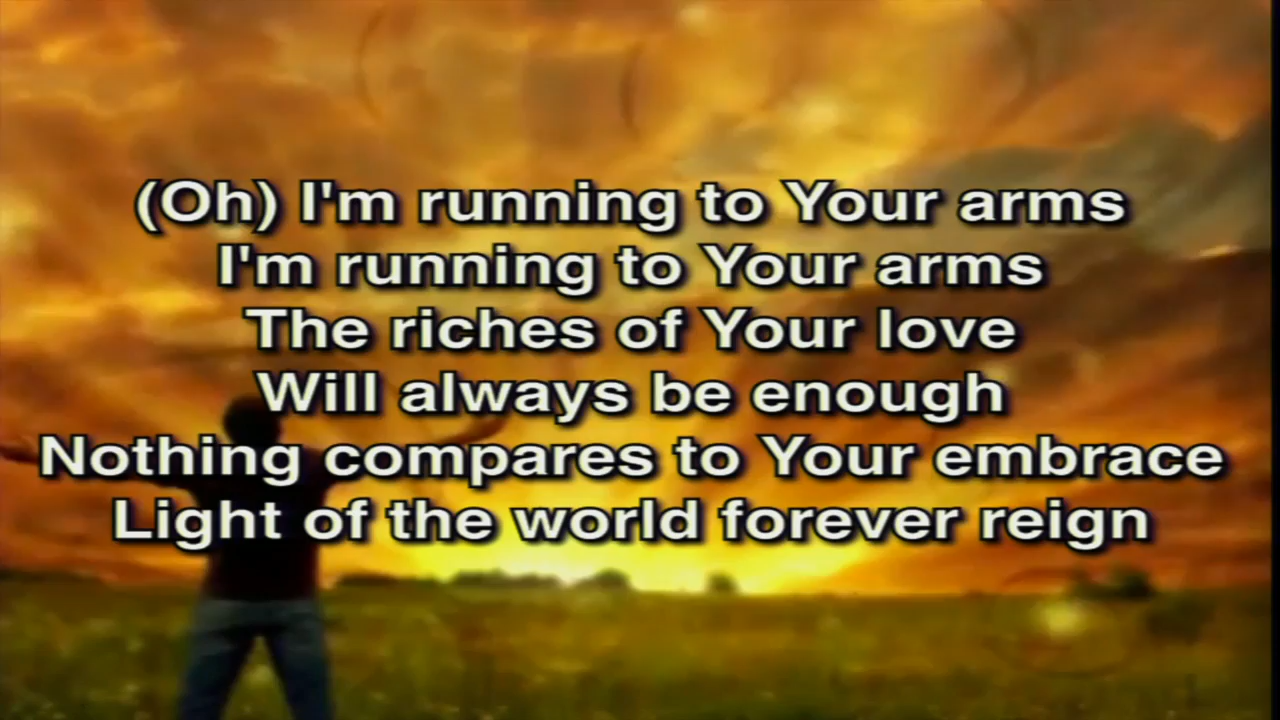 (Oh) I'm running to Your arms
I'm running to Your arms
The riches of Your love
Will always be enough
Nothing compares to Your embrace
Light of the world forever reign